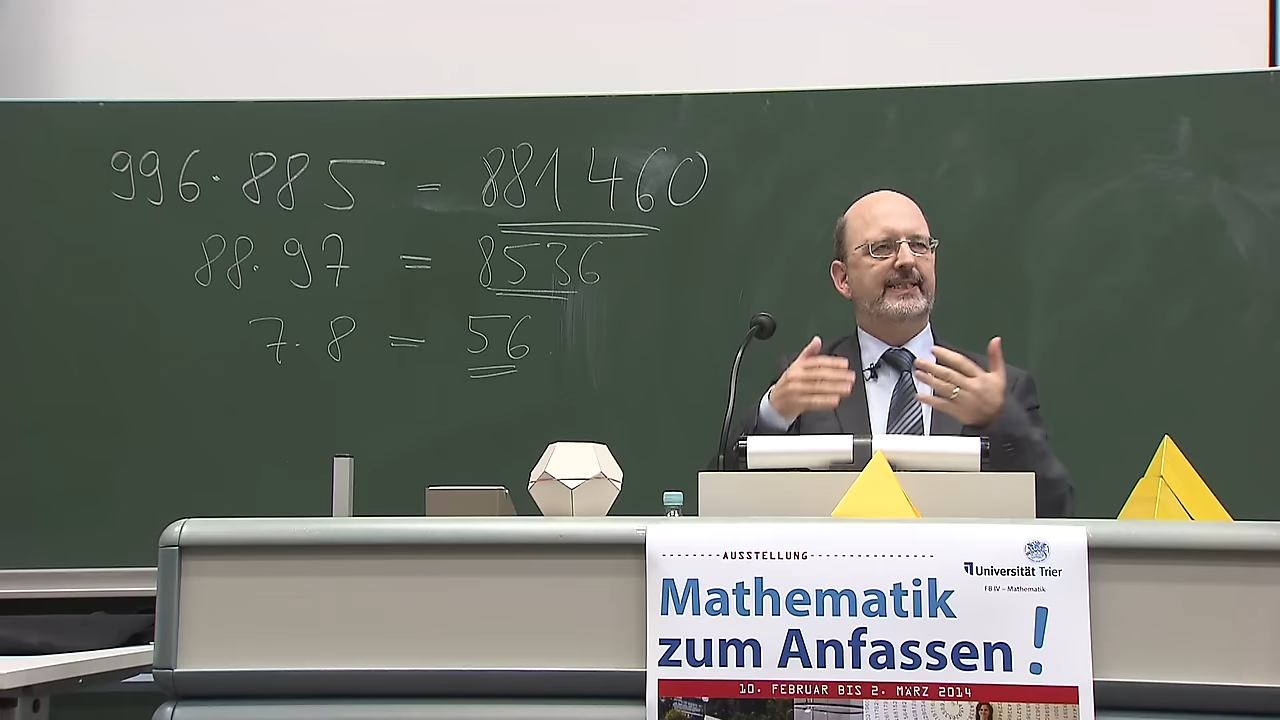 996·885 = 881460
88·97 = 8536
7·8 = 56
AUSSTELLUNG
Universität Trier
FB IV – Mathematik
Mathematik
zum Anfassen!
10. FEBRUAR BIS 2. MÄRZ 2014